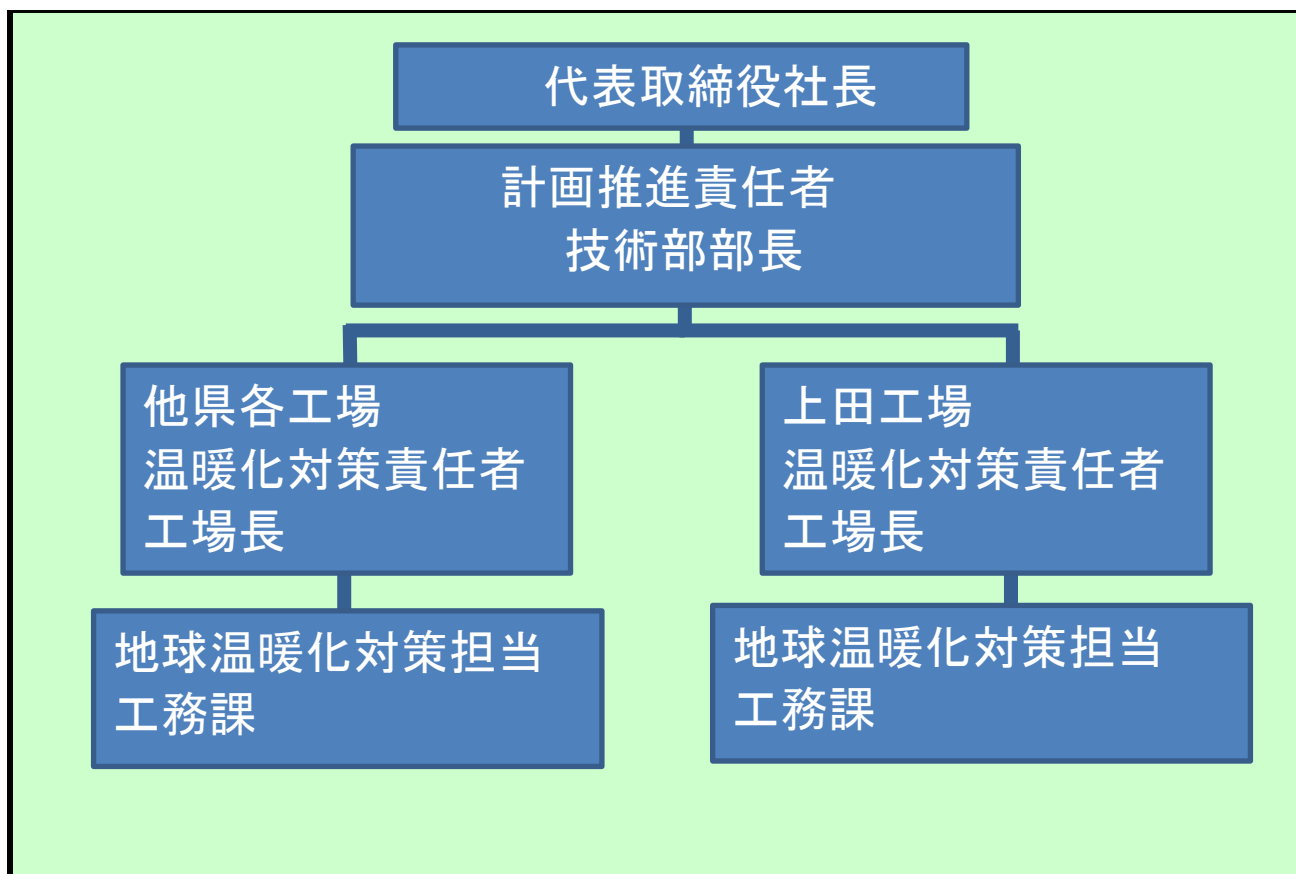 代表取締役社長
計画推進責任者
技術部部長
他県各工場
温暖化対策責任者
工場長
上田工場
温暖化対策責任者
工場長
地球温暖化対策担当
工務課
地球温暖化対策担当
工務課